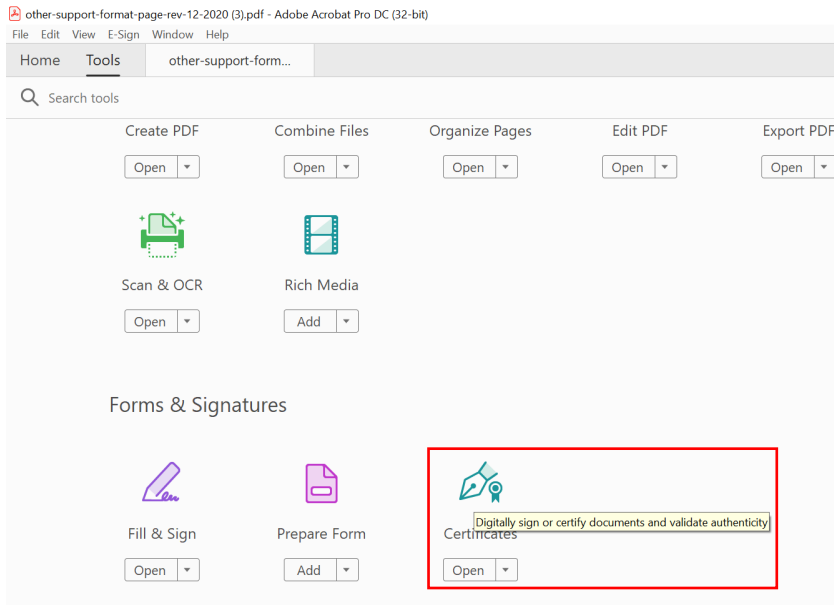 other-support-format-page-rev-12-2020 (3).pdf - Adobe Acrobat Pro DC (32-bit)
File Edit View E-Sign Window Help
Home Tools other-support-form...
Search tools
Create PDF Combine Files Organize Pages Edit PDF Export PDF
Open Open Open Open Open
Scan & OCR Rich Media
Open Add
Forms & Signatures
Digitally sign or certify documents and validate authenticity
Fill & Sign Prepare Form Certificates
Open Add Open